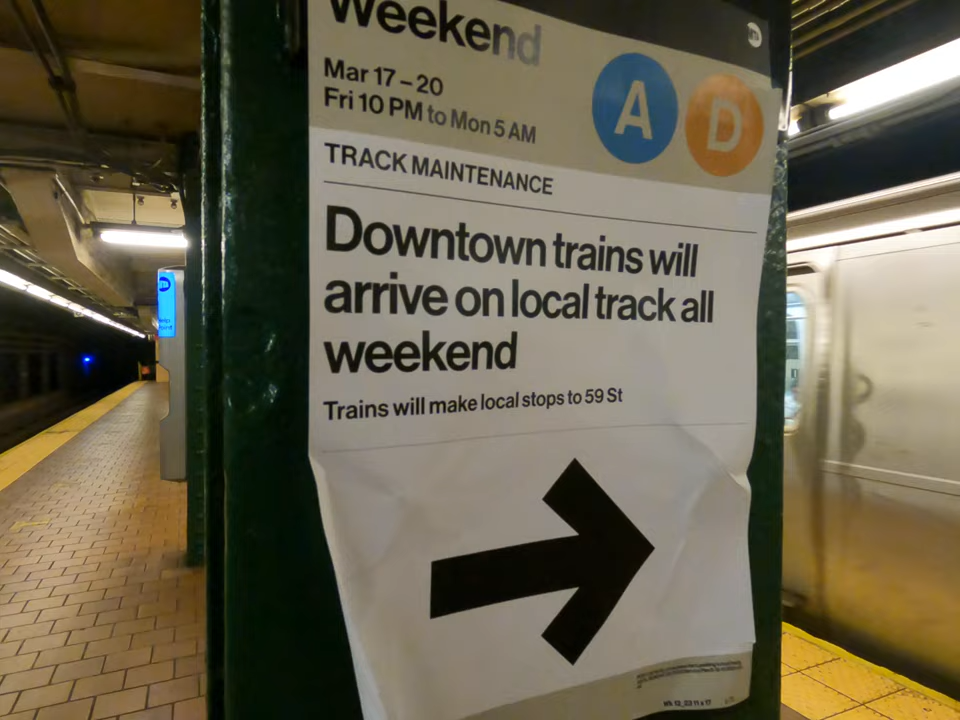 Weekend
Mar 17 – 20
Fri 10 PM to Mon 5 AM
A D
TRACK MAINTENANCE
Downtown trains will
arrive on local track all
weekend
Trains will make local stops to 59 St